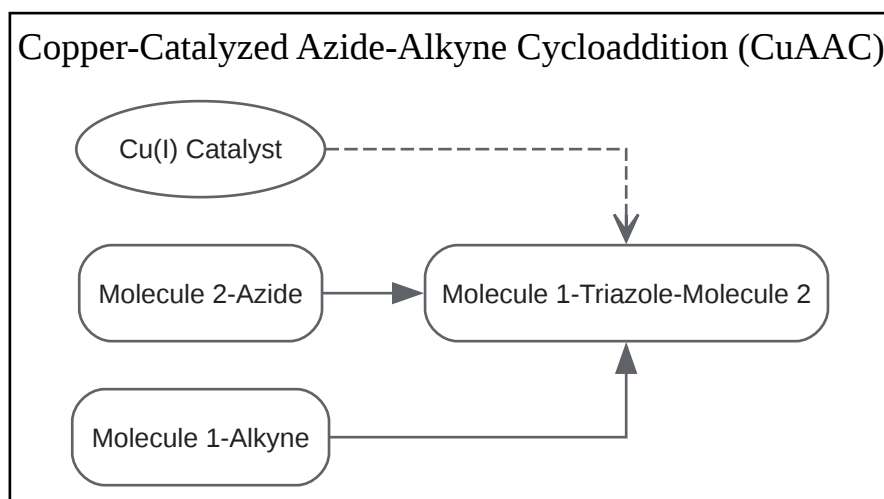 Copper-Catalyzed Azide-Alkyne Cycloaddition (CuAAC)
Cu(I) Catalyst
Molecule 2-Azide
Molecule 1-Triazole-Molecule 2
Molecule 1-Alkyne